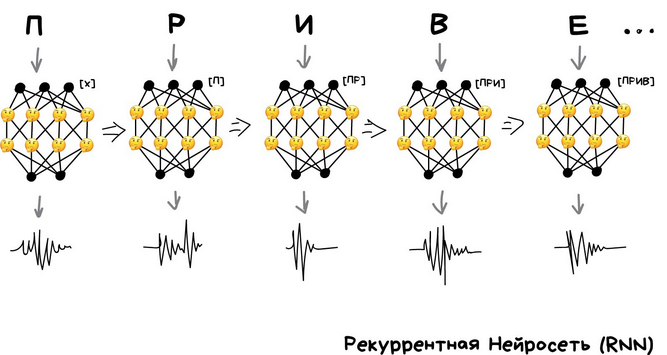 П Р И В Е ...
[x] [П] [ПР] [ПРИ] [ПРИВ]
Рекуррентная Нейросеть (RNN)